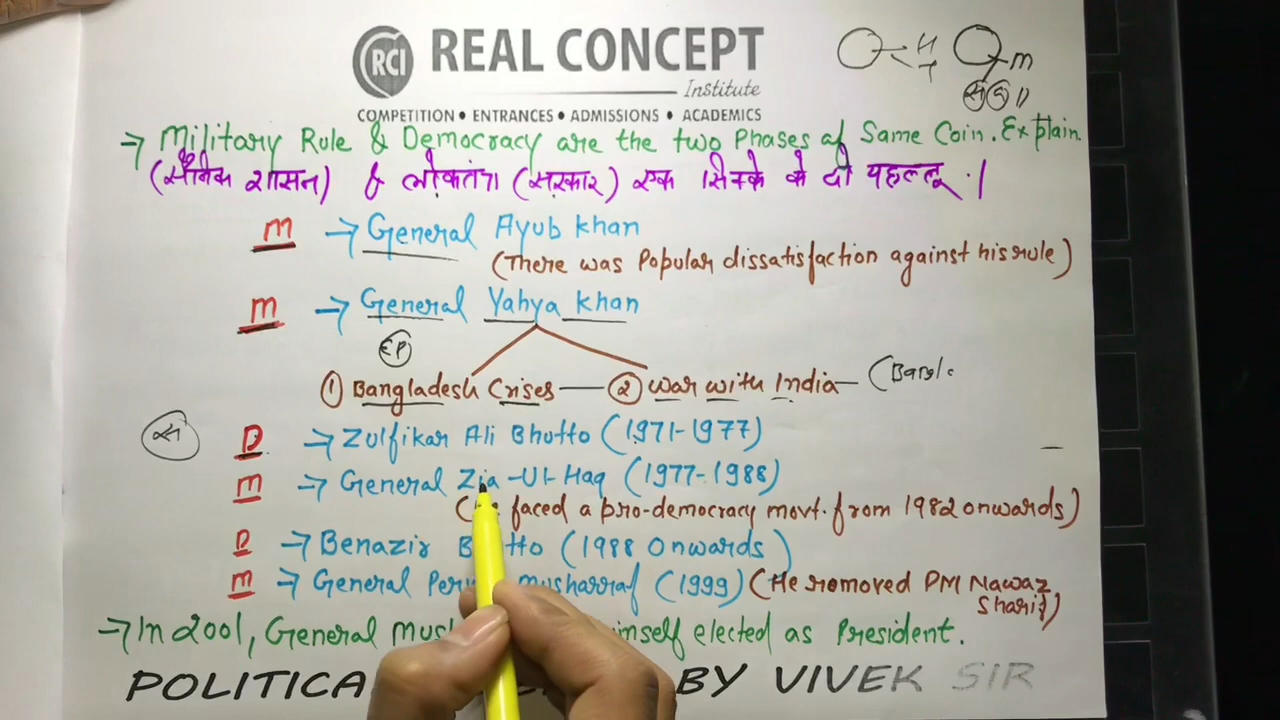 RCI REAL CONCEPT
Institute
COMPETITION • ENTRANCES • ADMISSIONS • ACADEMICS
H
T
m
→ Military Rule & Democracy are the two Phases of Same Coin. Explain.
(सैनिक शासन) & लोकतंत्र (सरकार) एक सिक्के के दो पहलू।
M → General Ayub Khan
(There was Popular dissatisfaction against his rule)
M → General Yahya Khan
EP
① Bangladesh Crises — ② war with India — (Bangl
D → Zulfikar Ali Bhutto (1971-1977)
M → General Zia-Ul-Haq (1977-1988)
faced a pro-democracy movt. from 1982 onwards)
D → Benazir (1988 Onwards)
M → General Musharraf (1999) (He removed PM Nawaz
Sharif)
→ In 2001, General elected as President.
BY VIVEK SIR